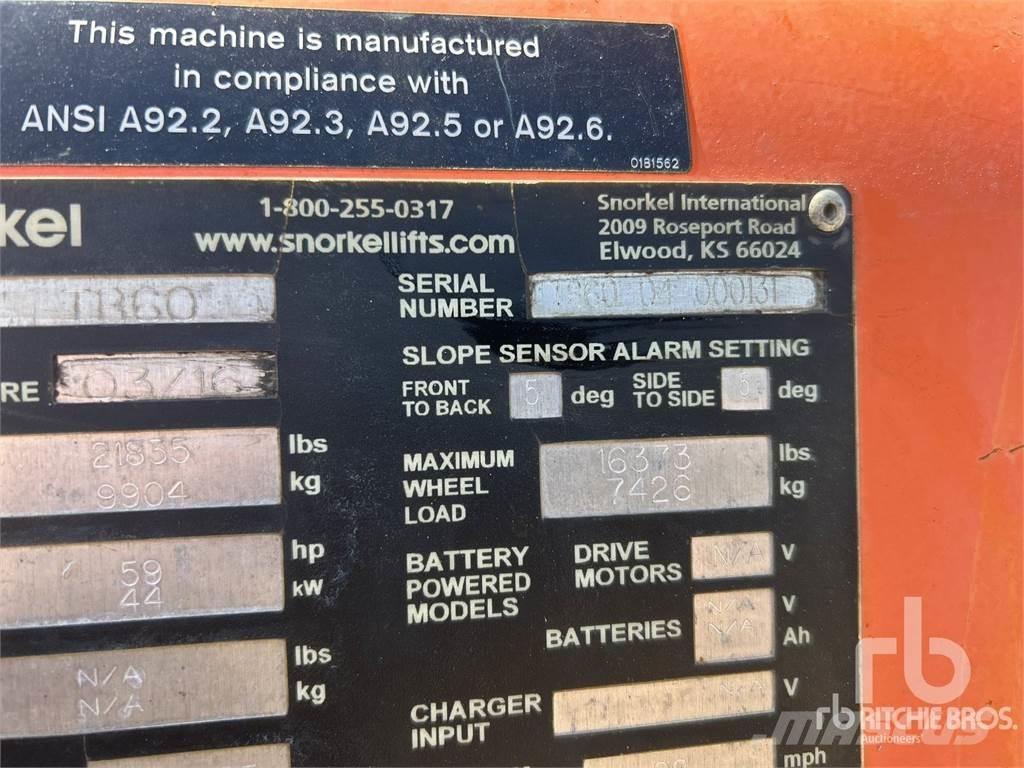 This machine is manufactured
in compliance with
ANSI A92.2, A92.3, A92.5 or A92.6.
0181562
kel
1-800-255-0317
www.snorkellifts.com
Snorkel International
2009 Roseport Road
Elwood, KS 66024
TB60
SERIAL NUMBER
TB60 04 000131
SLOPE SENSOR ALARM SETTING
RE 03/16
FRONT TO BACK 5 deg
SIDE TO SIDE deg
21835 lbs
9904 kg
MAXIMUM WHEEL LOAD
16373 lbs
7426 kg
59 hp
44 kW
BATTERY POWERED MODELS
DRIVE MOTORS N/A V
BATTERIES N/A V
N/A Ah
N/A lbs
N/A kg
CHARGER INPUT N/A V
mph
rb
rb RITCHIE BROS.
Auctioneers
MASCUS